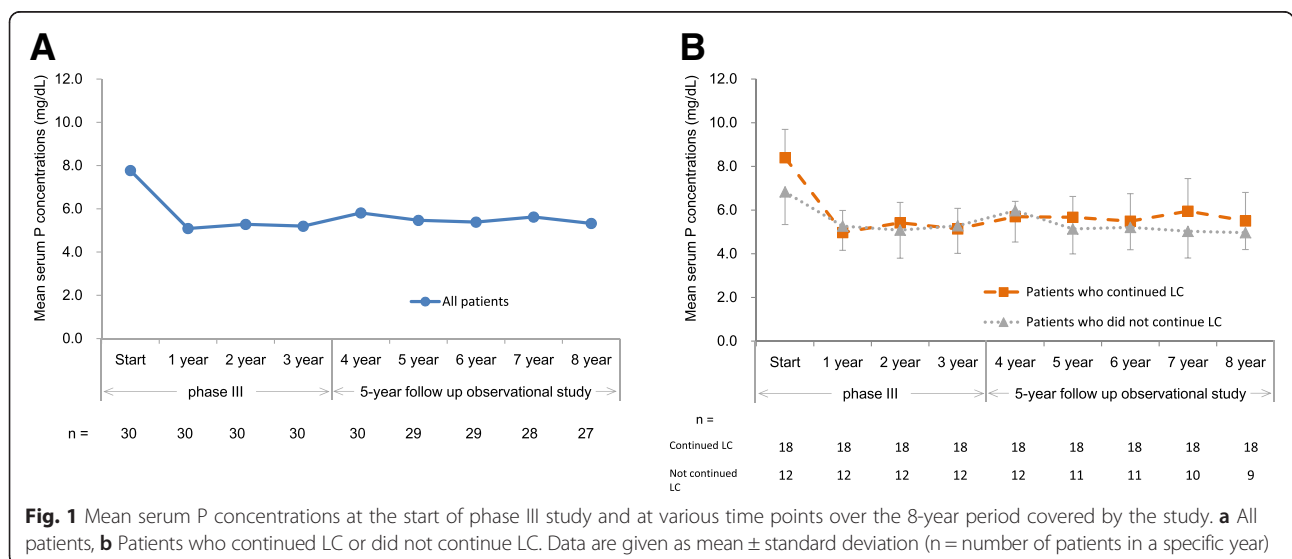 A
Mean serum P concentrations (mg/dL)
12.0
10.0
8.0
6.0
4.0
2.0
0.0
All patients
Start 1 year 2 year 3 year 4 year 5 year 6 year 7 year 8 year
phase III 5-year follow up observational study
n = 30 30 30 30 30 29 29 28 27
B
Mean serum P concentrations (mg/dL)
12.0
10.0
8.0
6.0
4.0
2.0
0.0
Patients who continued LC
Patients who did not continue LC
Start 1 year 2 year 3 year 4 year 5 year 6 year 7 year 8 year
phase III 5-year follow up observational study
n =
Continued LC 18 18 18 18 18 18 18 18 18
Not continued 12 12 12 12 12 11 11 10 9
LC
Fig. 1 Mean serum P concentrations at the start of phase III study and at various time points over the 8-year period covered by the study. a All
patients, b Patients who continued LC or did not continue LC. Data are given as mean ± standard deviation (n = number of patients in a specific year)